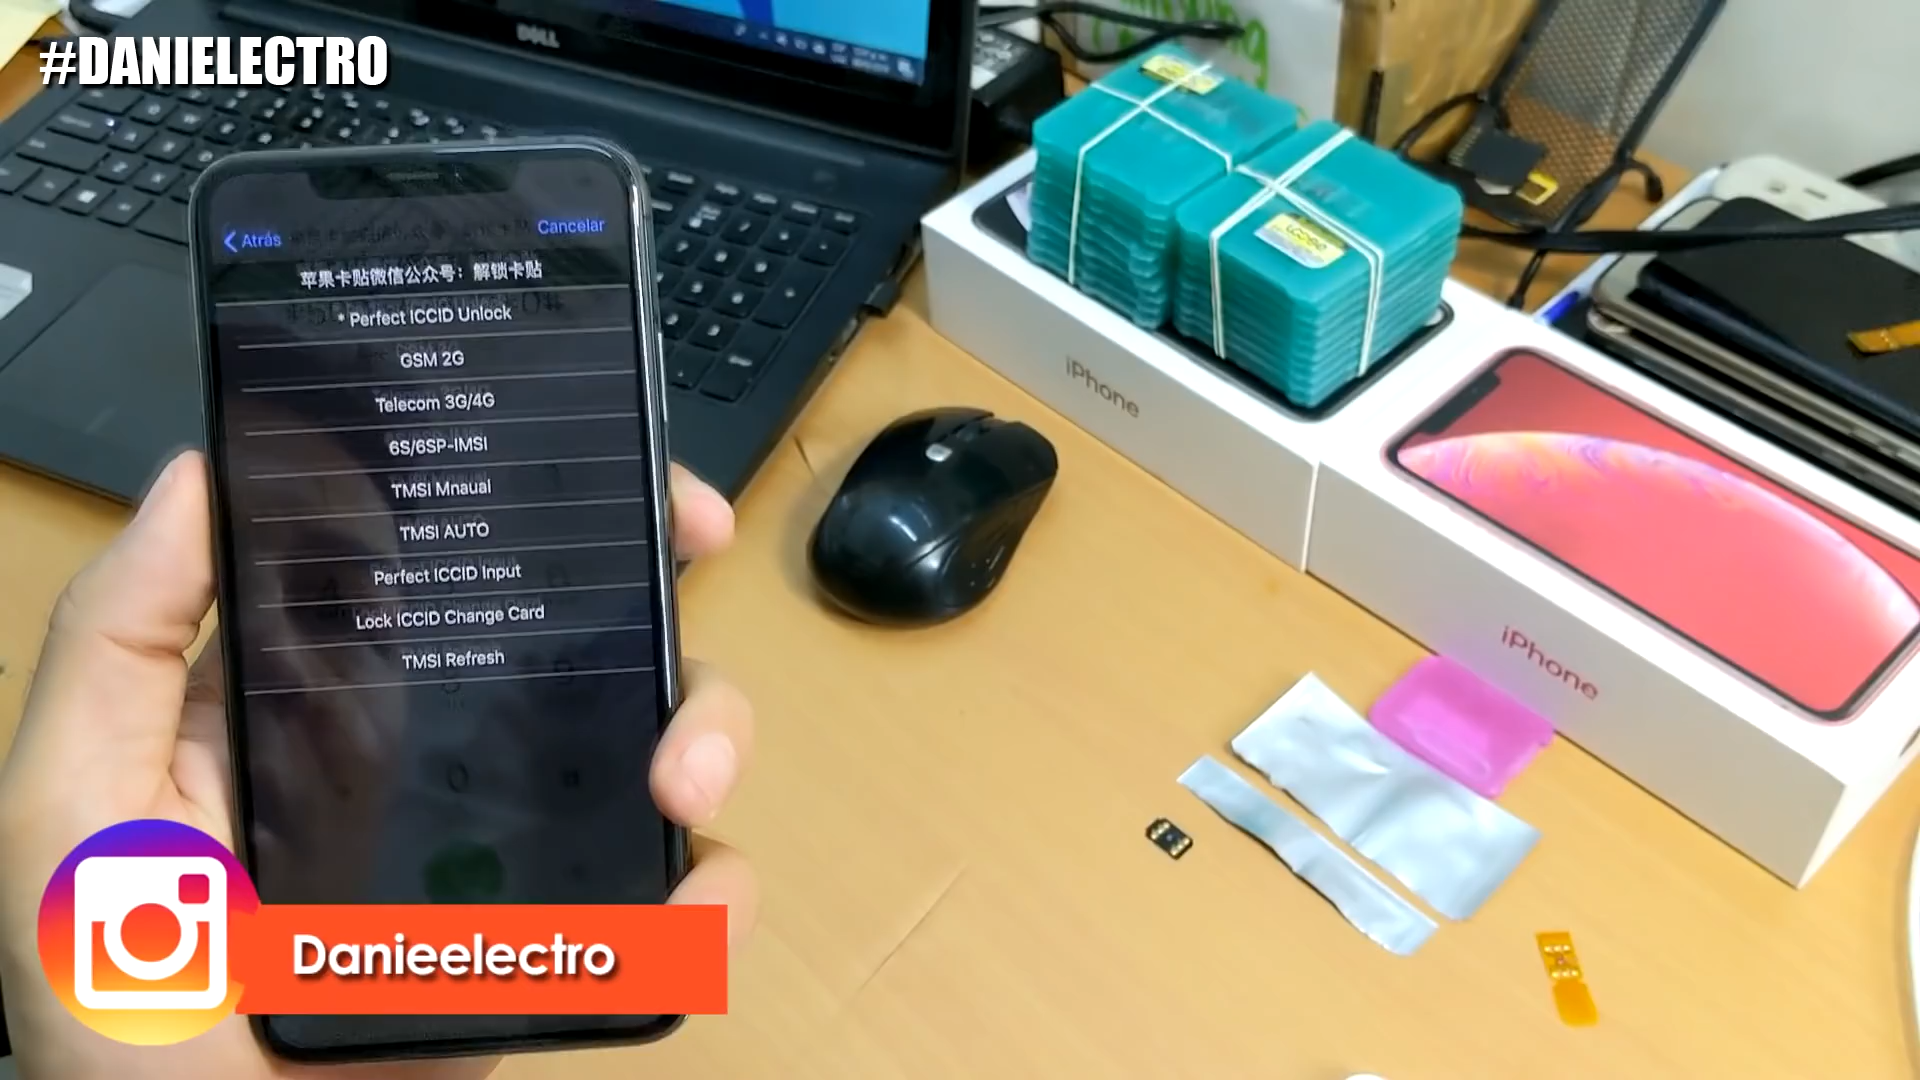 #DANIELECTRO
DELL
Atrás
Cancelar
苹果卡贴微信公众号：解锁卡贴
* Perfect ICCID Unlock
GSM 2G
Telecom 3G/4G
6S/6SP-IMSI
TMSI Mnaual
TMSI AUTO
Perfect ICCID Input
Lock ICCID Change Card
TMSI Refresh
iPhone
iPhone
Danieelectro